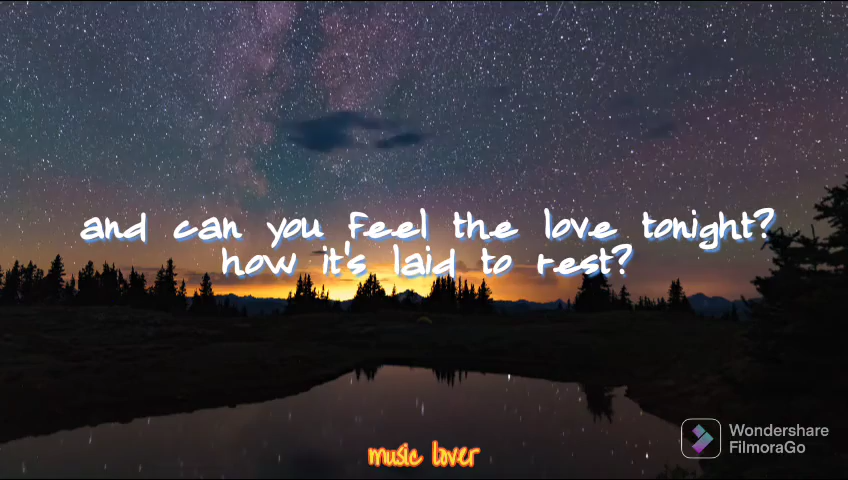 and can you feel the love tonight?
how it's laid to rest?
music lover
Wondershare
FilmoraGo